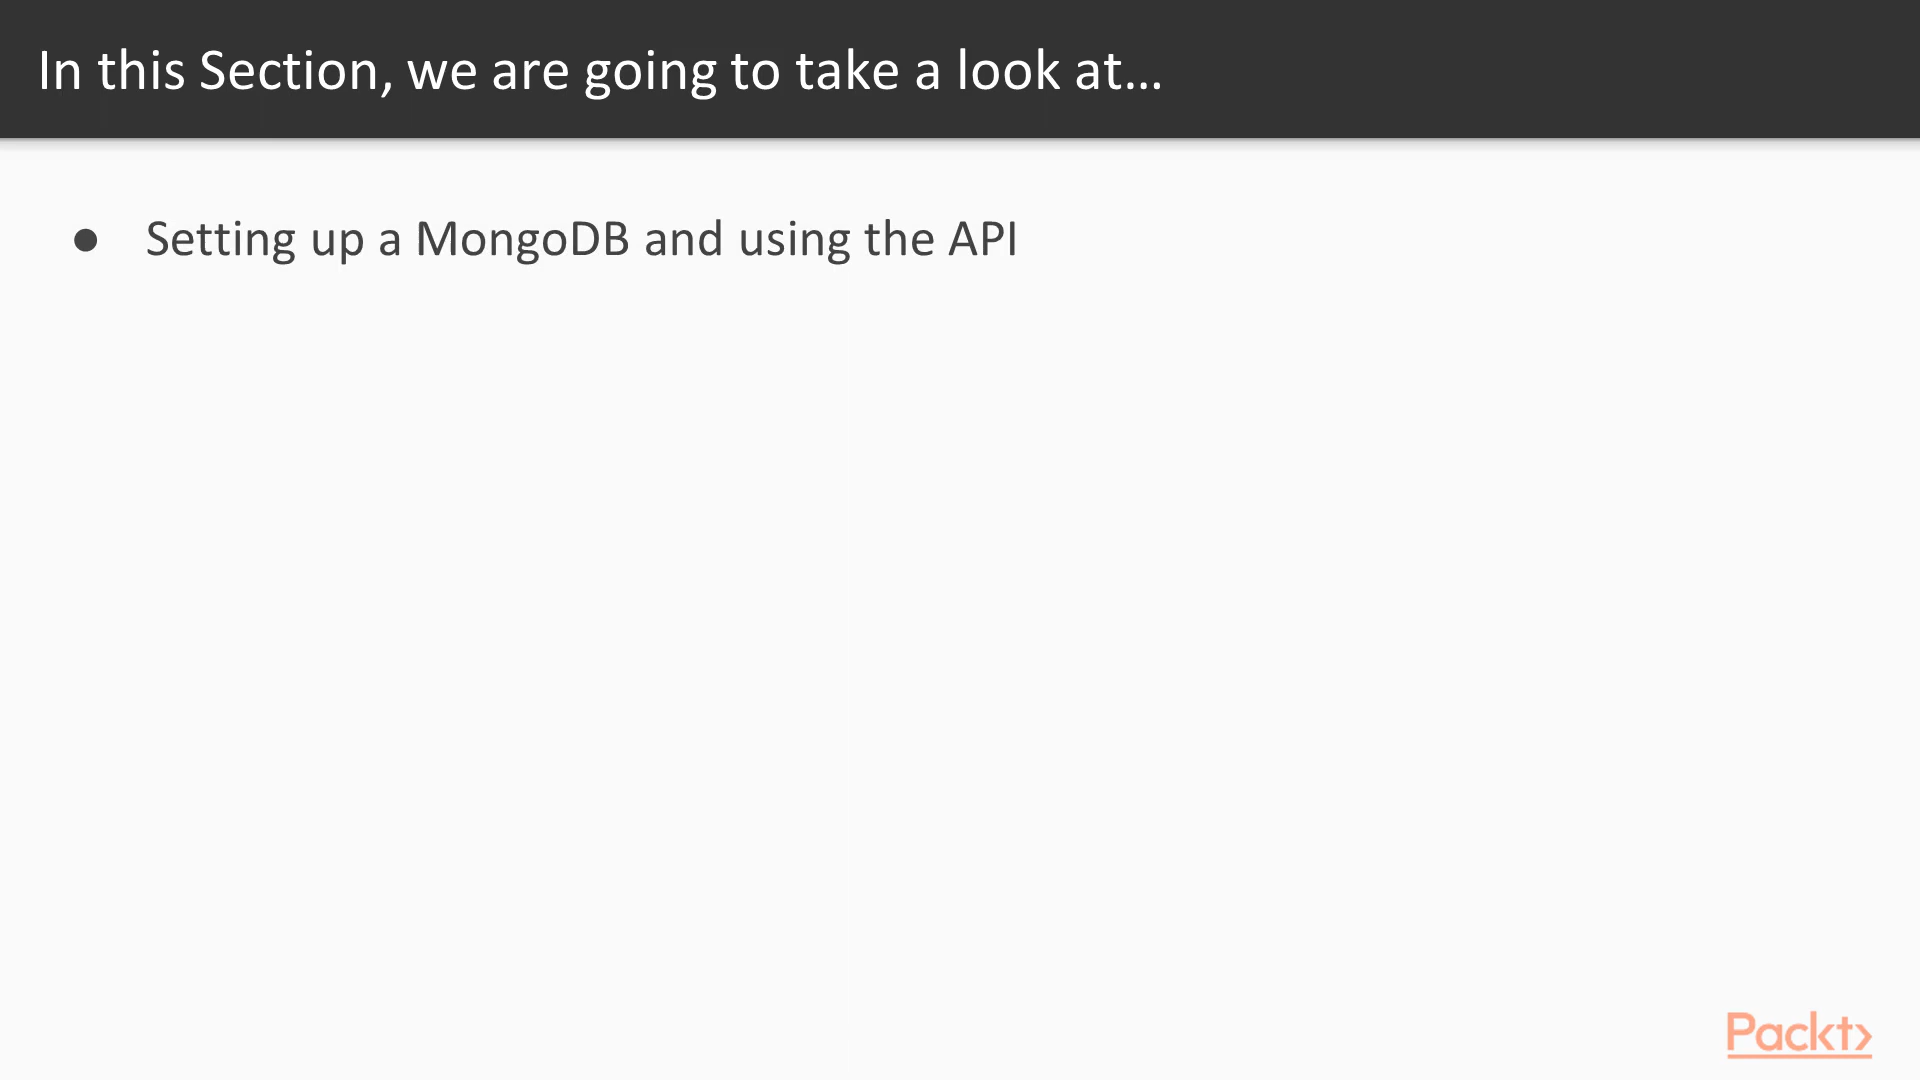 In this Section, we are going to take a look at…
● Setting up a MongoDB and using the API
Packt>